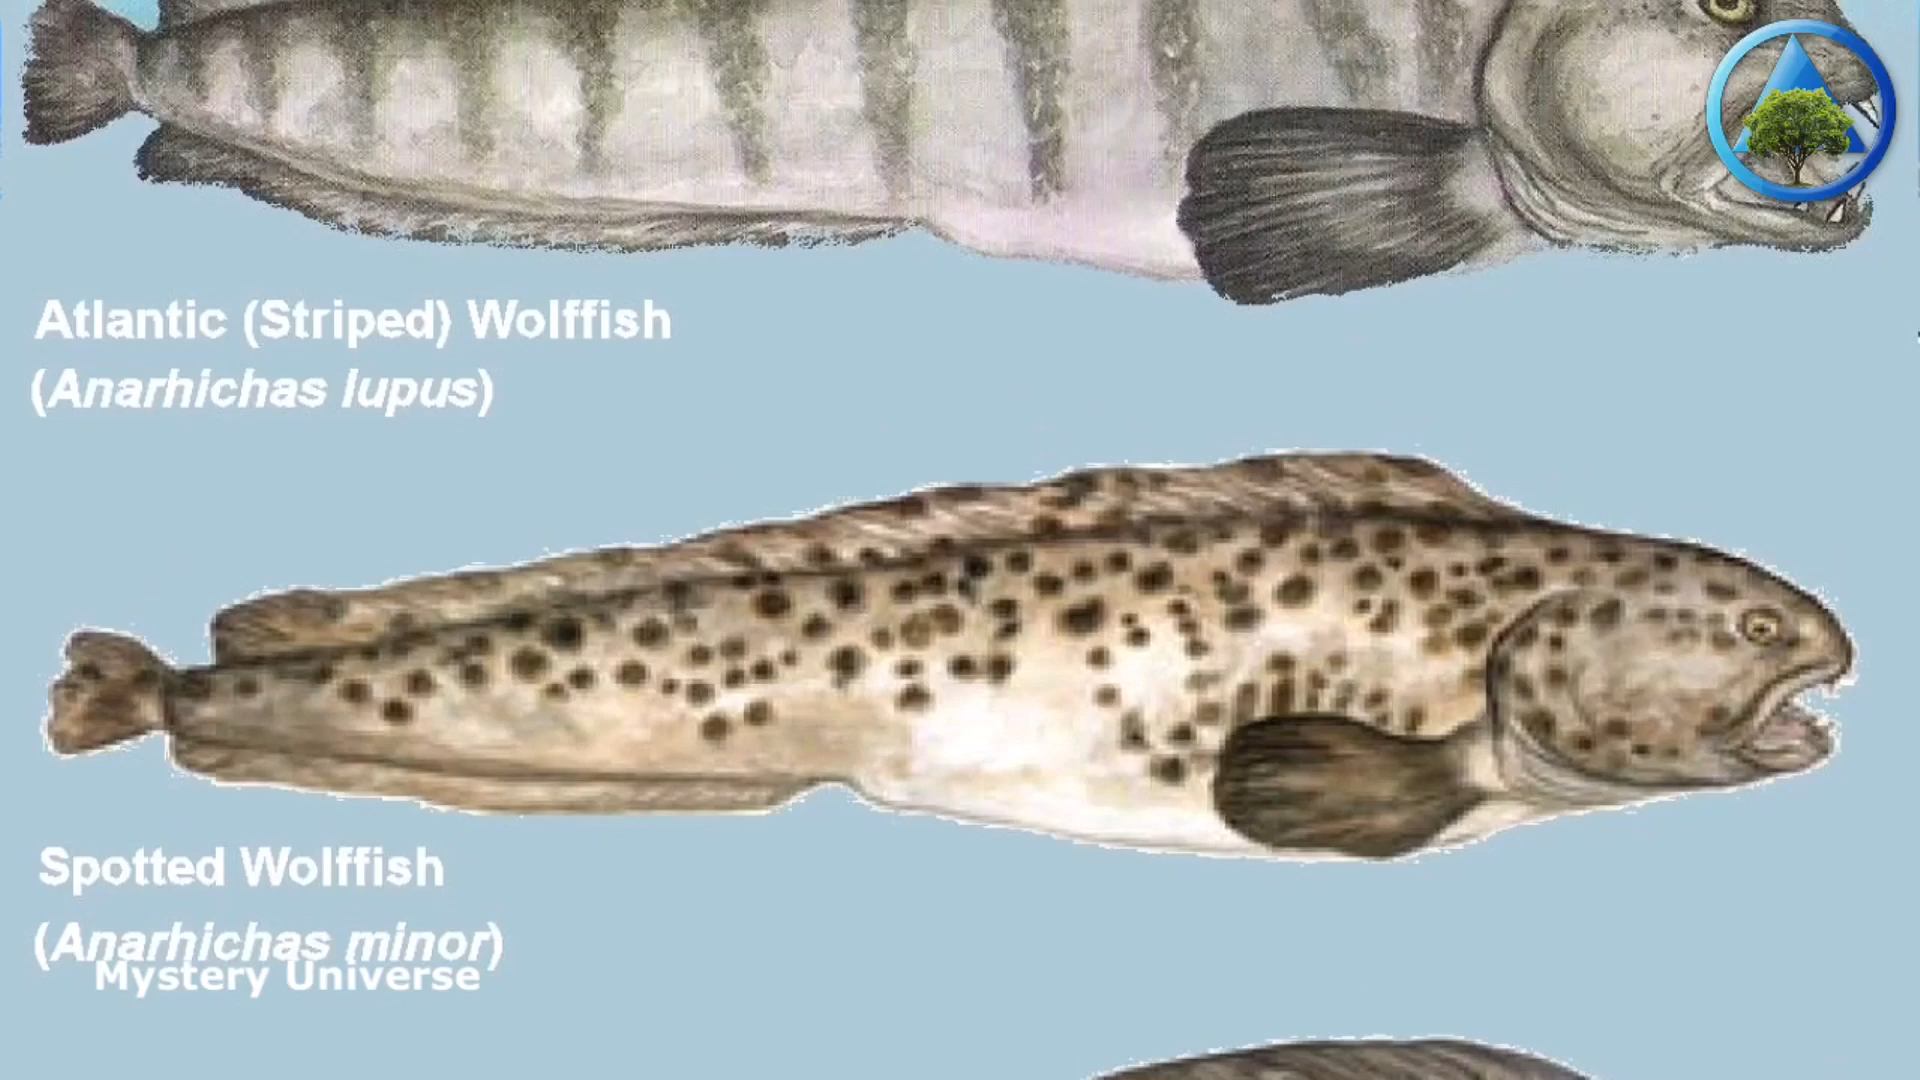 Atlantic (Striped) Wolffish
(Anarhichas lupus)
Spotted Wolffish
(Anarhichas minor)
Mystery Universe